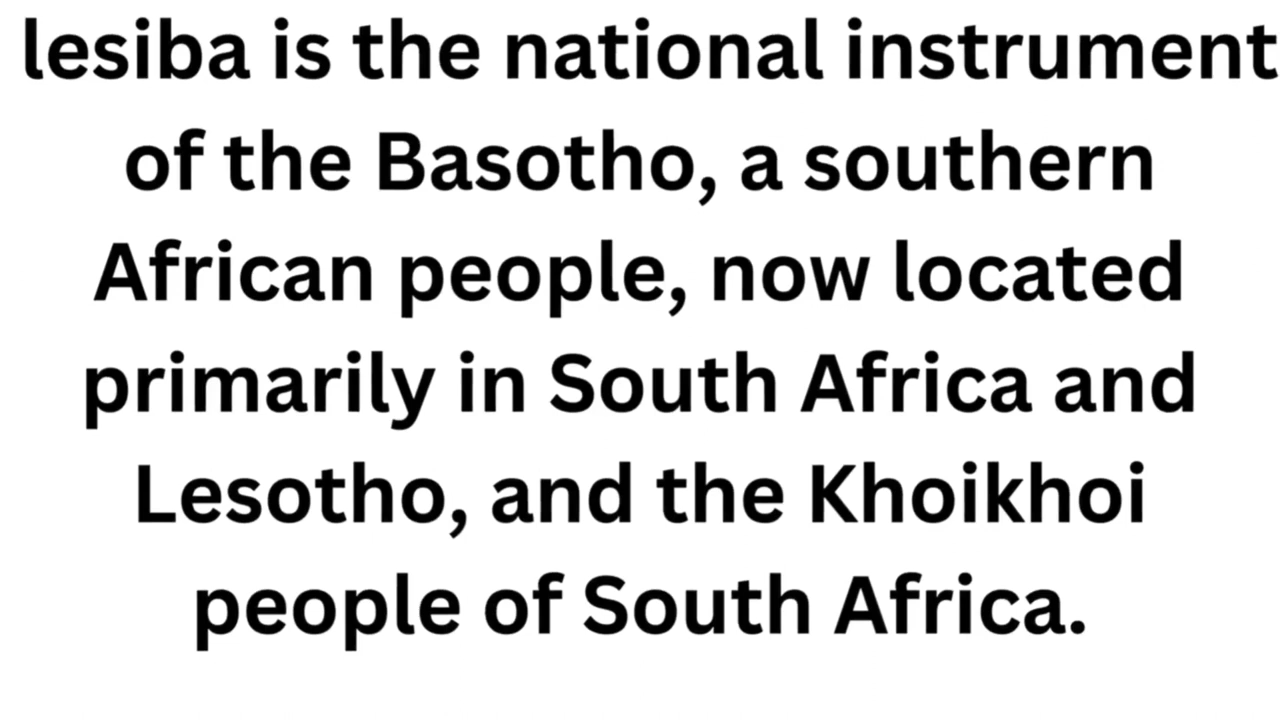 lesiba is the national instrument
of the Basotho, a southern
African people, now located
primarily in South Africa and
Lesotho, and the Khoikhoi
people of South Africa.